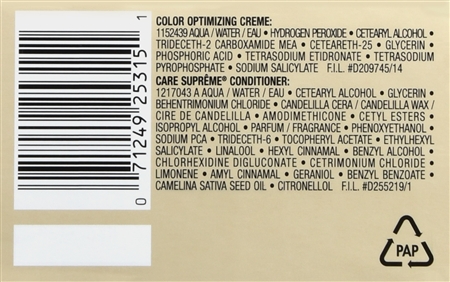 COLOR OPTIMIZING CREME:
1152439 AQUA / WATER / EAU • HYDROGEN PEROXIDE • CETEARYL ALCOHOL •
TRIDECETH-2 CARBOXAMIDE MEA • CETEARETH-25 • GLYCERIN •
PHOSPHORIC ACID • TETRASODIUM ETIDRONATE • TETRASODIUM
PYROPHOSPHATE • SODIUM SALICYLATE F.I.L. #D209745/14
CARE SUPRÊME® CONDITIONER:
1217043 A AQUA / WATER / EAU • CETEARYL ALCOHOL • GLYCERIN •
BEHENTRIMONIUM CHLORIDE • CANDELILLA CERA / CANDELILLA WAX /
CIRE DE CANDELILLA • AMODIMETHICONE • CETYL ESTERS •
ISOPROPYL ALCOHOL • PARFUM / FRAGRANCE • PHENOXYETHANOL •
SODIUM PCA • TRIDECETH-6 • TOCOPHERYL ACETATE • ETHYLHEXYL
SALICYLATE • LINALOOL • HEXYL CINNAMAL • BENZYL ALCOHOL •
CHLORHEXIDINE DIGLUCONATE • CETRIMONIUM CHLORIDE •
LIMONENE • AMYL CINNAMAL • GERANIOL • BENZYL BENZOATE •
CAMELINA SATIVA SEED OIL • CITRONELLOL F.I.L. #D255219/1
0 71249 25315 1
PAP